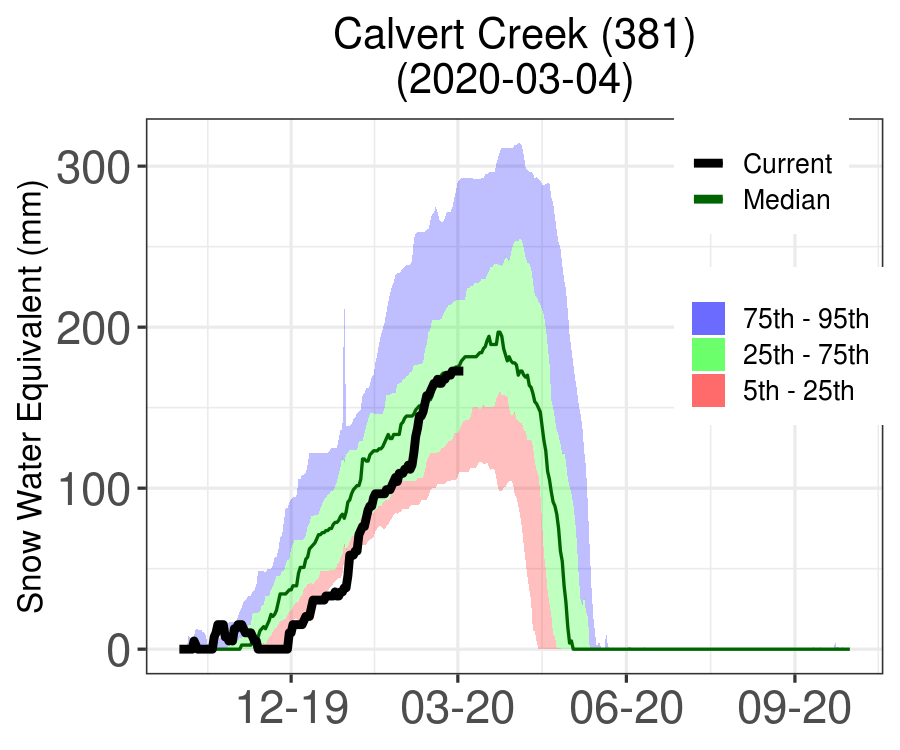 Calvert Creek (381)
(2020-03-04)
Snow Water Equivalent (mm)
300
200
100
0
12-19
03-20
06-20
09-20
Current
Median
75th - 95th
25th - 75th
5th - 25th